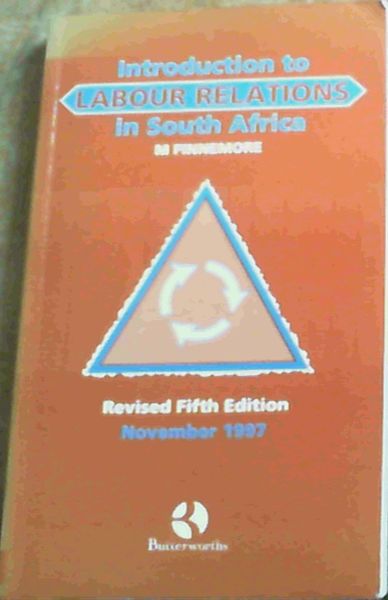 Introduction to
LABOUR RELATIONS
in South Africa
M FINNEMORE
Revised Fifth Edition
November 1997
Butterworths